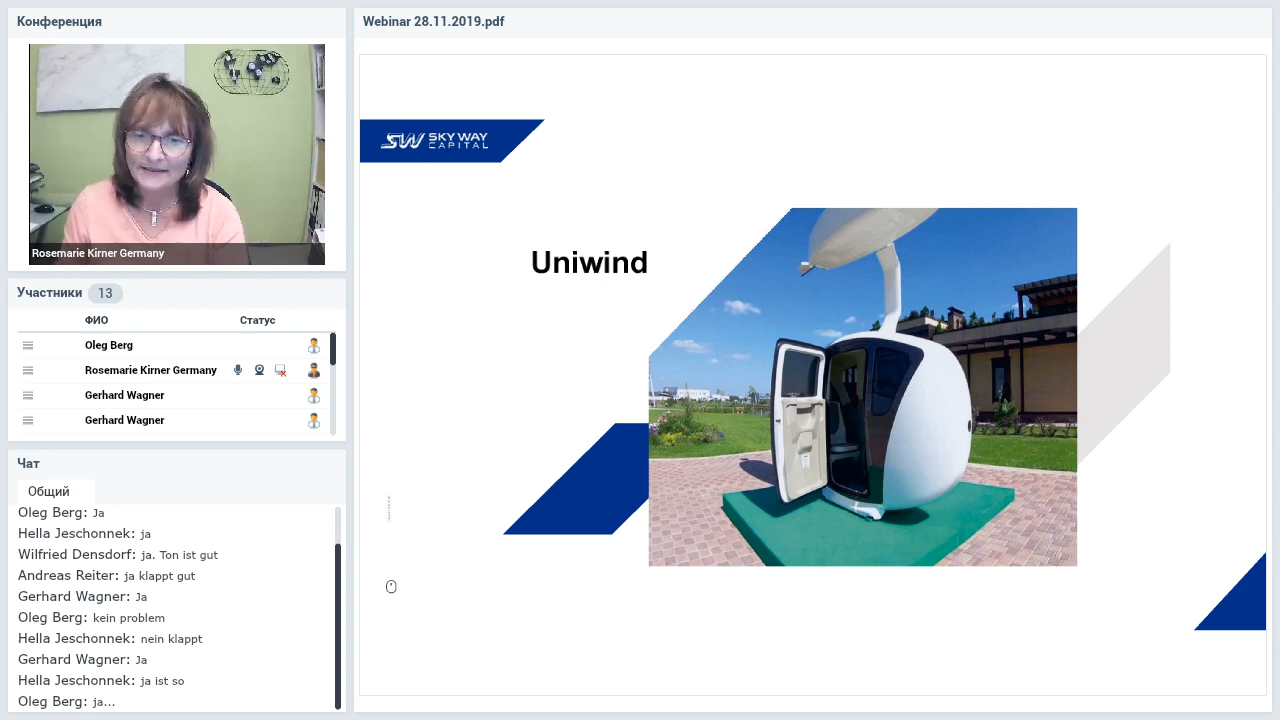 Конференция
Rosemarie Kirner Germany
Участники 13
ФИО Статус
Oleg Berg
Rosemarie Kirner Germany
Gerhard Wagner
Gerhard Wagner
Чат
Общий
Oleg Berg: Ja
Hella Jeschonnek: ja
Wilfried Densdorf: ja. Ton ist gut
Andreas Reiter: ja klappt gut
Gerhard Wagner: Ja
Oleg Berg: kein problem
Hella Jeschonnek: nein klappt
Gerhard Wagner: Ja
Hella Jeschonnek: ja ist so
Oleg Berg: ja...
Webinar 28.11.2019.pdf
SW SKY WAY
CAPITAL
Uniwind